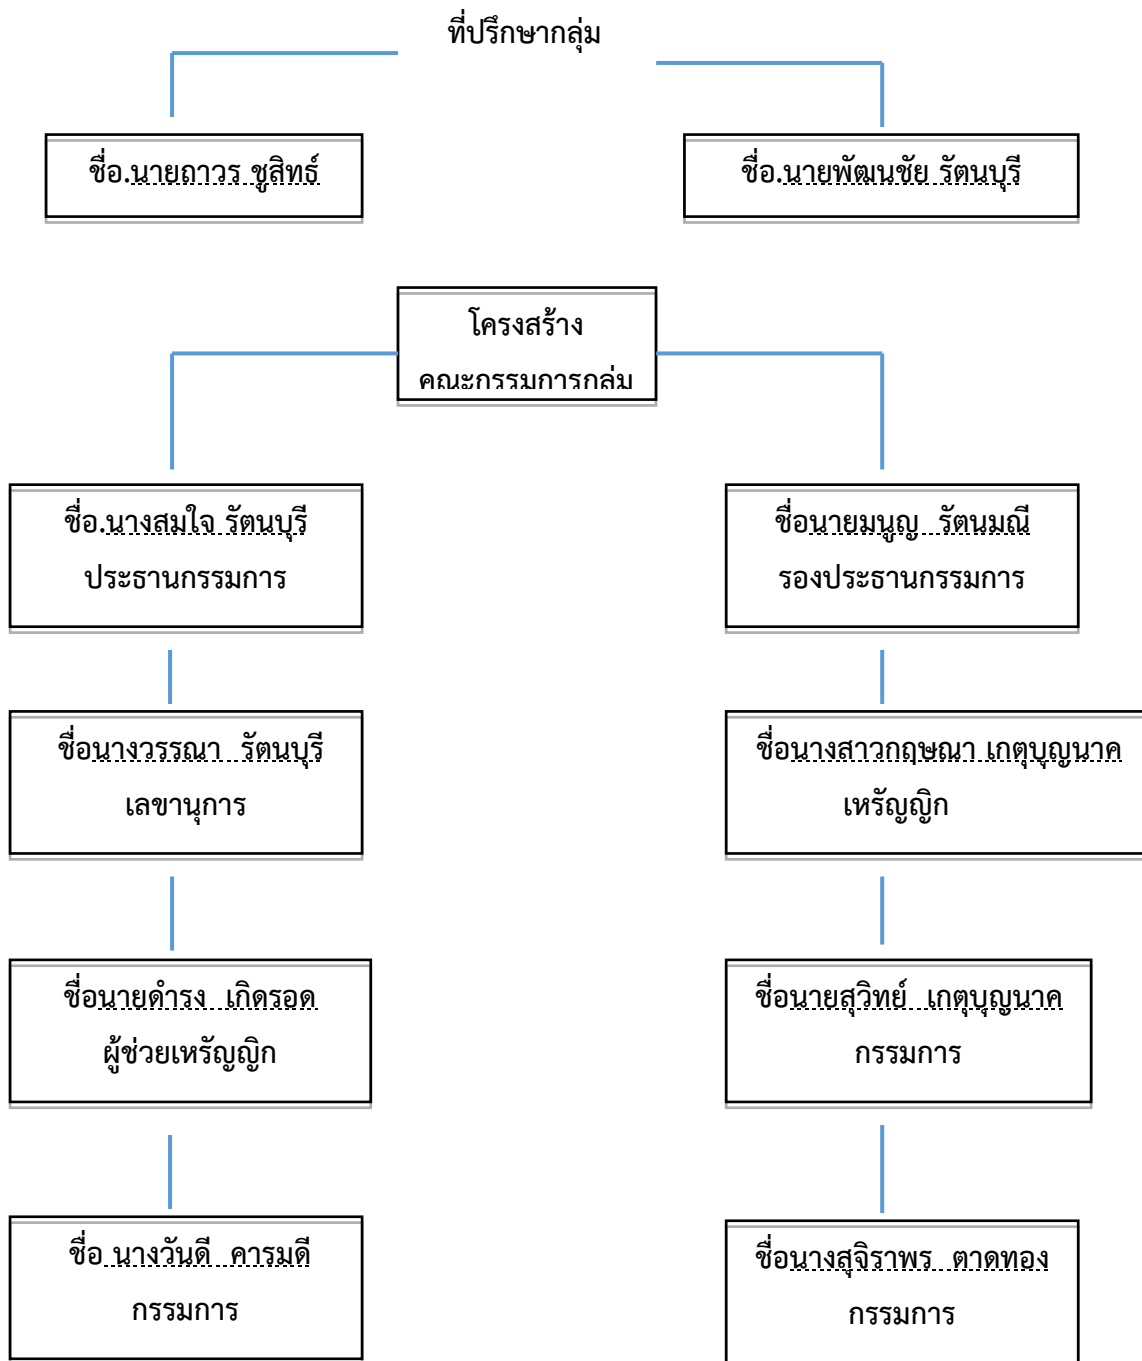 ที่ปรึกษากลุ่ม
ชื่อ.นายถาวร ชูสิทธ์
ชื่อ.นายพัฒนชัย รัตนบุรี
โครงสร้าง
คณะกรรมการกลุ่ม
ชื่อ.นางสมใจ รัตนบุรี
ประธานกรรมการ
ชื่อนายมนูญ รัตนมณี
รองประธานกรรมการ
ชื่อนางวรรณา รัตนบุรี
เลขานุการ
ชื่อนางสาวกฤษณา เกตุบุญนาค
เหรัญญิก
ชื่อนายดำรง เกิดรอด
ผู้ช่วยเหรัญญิก
ชื่อนายสุวิทย์ เกตุบุญนาค
กรรมการ
ชื่อ นางวันดี คารมดี
กรรมการ
ชื่อนางสุจิราพร ตาดทอง
กรรมการ